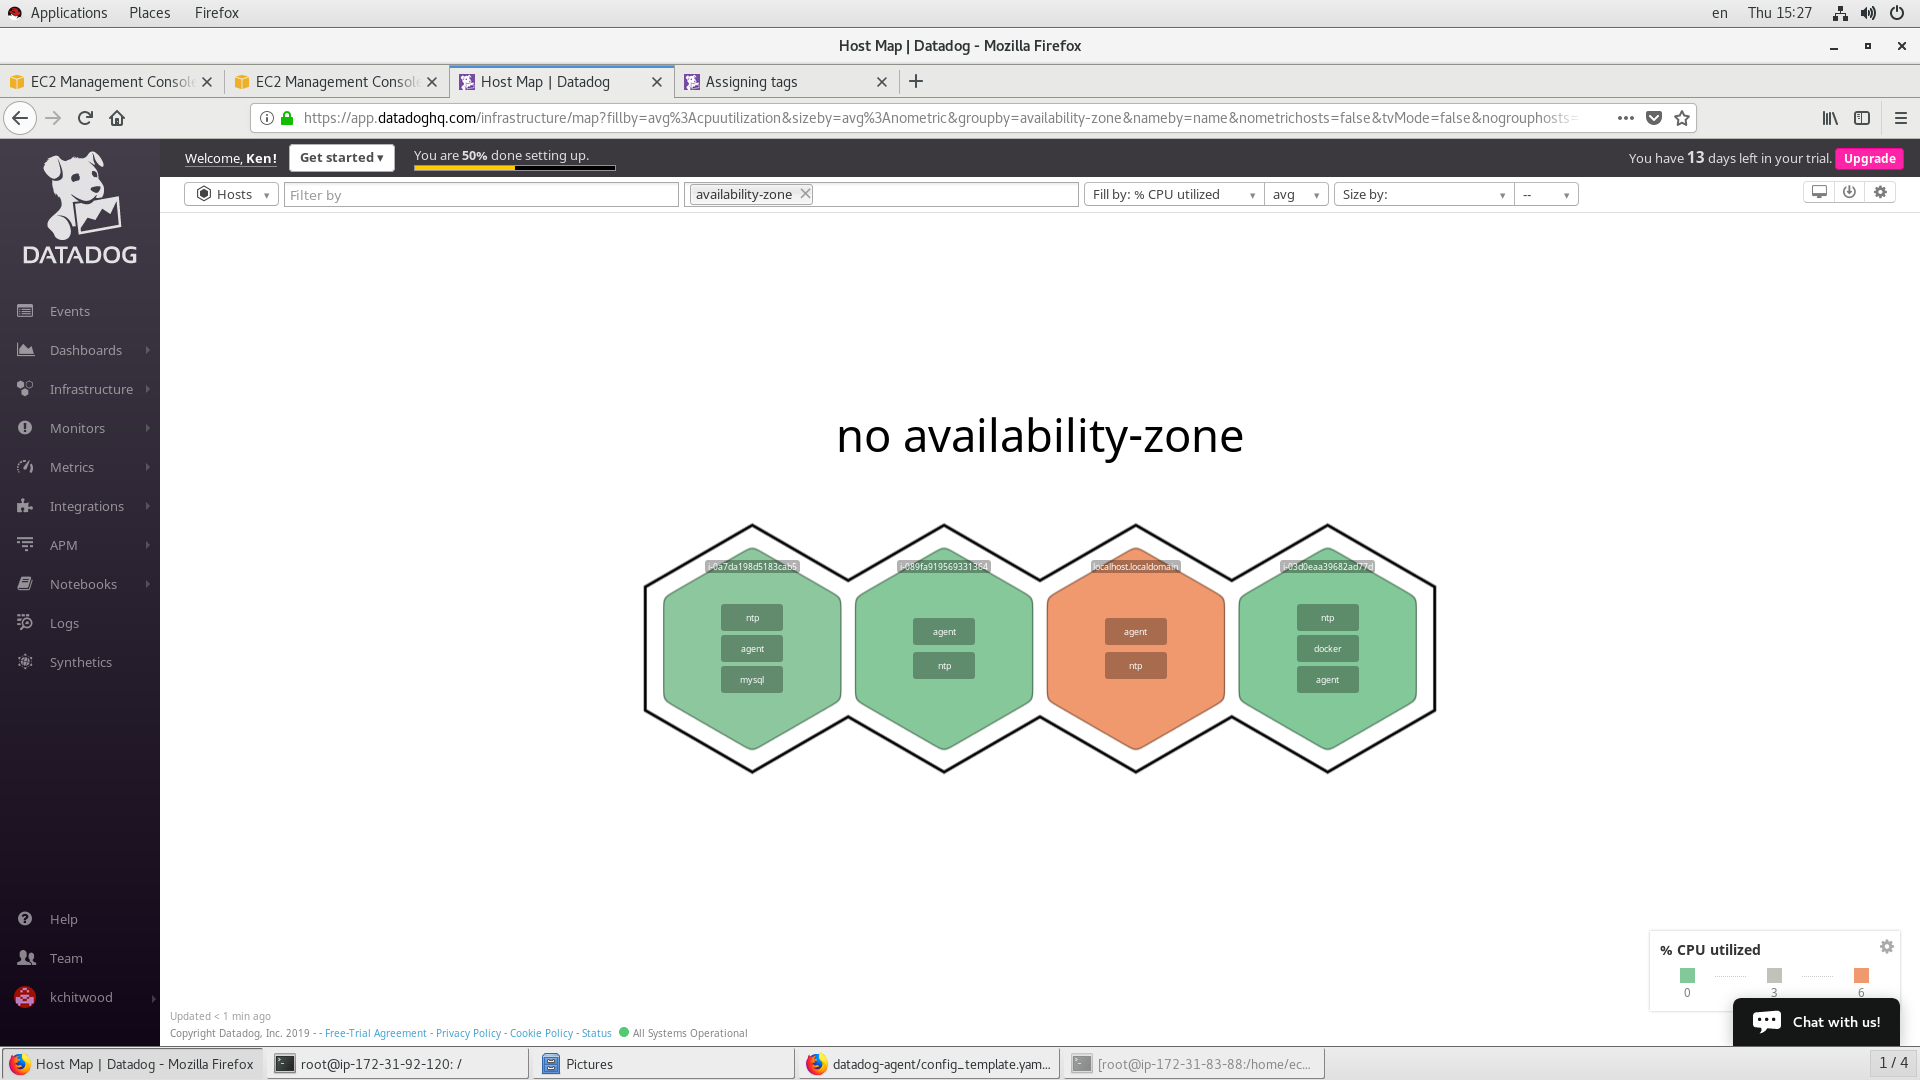 Applications Places Firefox en Thu 15:27
Host Map | Datadog - Mozilla Firefox
EC2 Management Consol EC2 Management Consol Host Map | Datadog Assigning tags
https://app.datadoghq.com/infrastructure/map?fillby=avg%3Acpuutilization&sizeby=avg%3Anometric&groupby=availability-zone&nameby=name&nometrichosts=false&tvMode=false&nogrouphosts=
Welcome, Ken! Get started ▾ You are 50% done setting up. You have 13 days left in your trial. Upgrade
Hosts Filter by availability-zone Fill by: % CPU utilized avg Size by: --
DATADOG
Events
Dashboards
Infrastructure
Monitors
Metrics
Integrations
APM
Notebooks
Logs
Synthetics
Help
Team
kchitwood
no availability-zone
i-0a7da198d5183cab5 i-089fa919569331364 localhost.localdomain i-03d0eaa39682ad77d
ntp agent agent ntp
agent ntp ntp docker
mysql agent
% CPU utilized
0 3 6
Chat with us!
Updated < 1 min ago
Copyright Datadog, Inc. 2019 - - Free-Trial Agreement - Privacy Policy - Cookie Policy - Status All Systems Operational
Host Map | Datadog - Mozilla Firefox root@ip-172-31-92-120: / Pictures datadog-agent/config_template.yam... [root@ip-172-31-83-88:/home/ec... 1 / 4